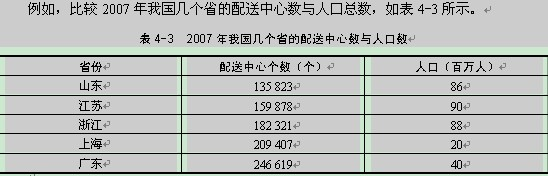 例如，比较 2007 年我国几个省的配送中心数与人口总数，如表 4-3 所示。
表 4-3 2007 年我国几个省的配送中心数与人口数
省份 配送中心个数（个） 人口（百万人）
山东 135 823 86
江苏 159 878 90
浙江 182 321 88
上海 209 407 20
广东 246 619 40